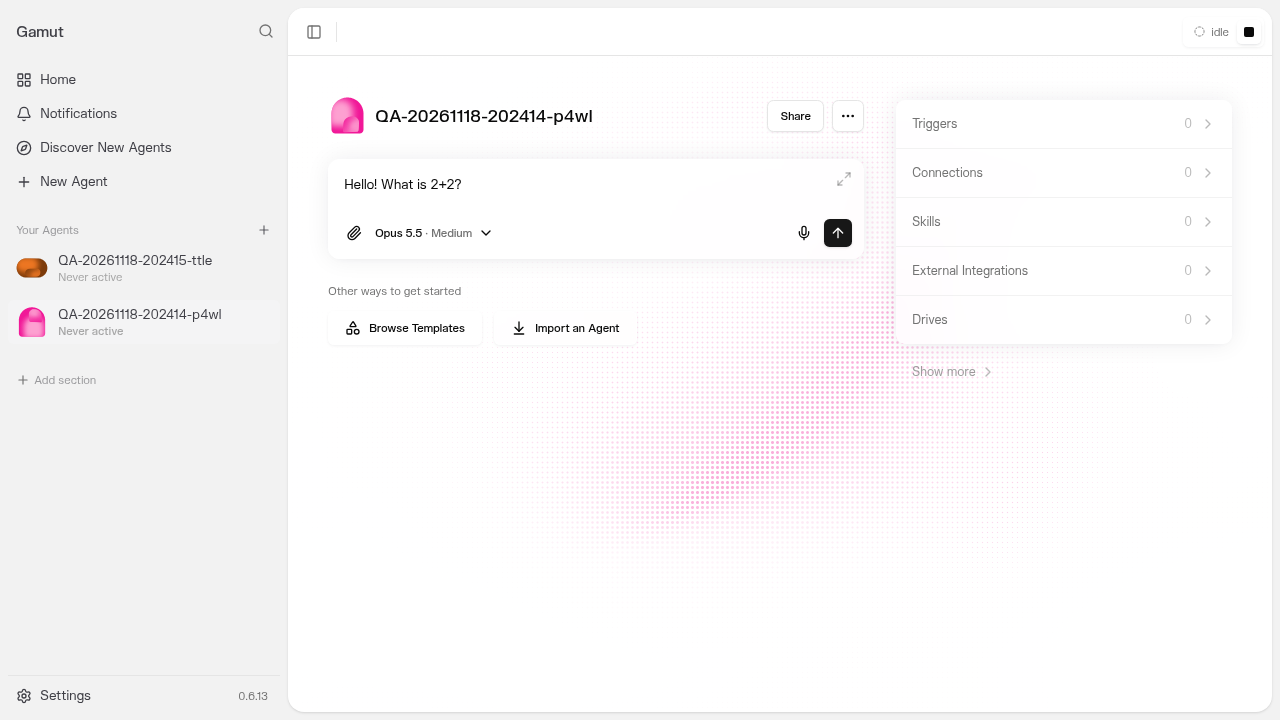 Gamut
Home
Notifications
Discover New Agents
New Agent
Your Agents
QA-20261118-202415-ttle
Never active
QA-20261118-202414-p4wl
Never active
Add section
Settings
0.6.13
idle
QA-20261118-202414-p4wl
Share
Hello! What is 2+2?
Opus 5.5 · Medium
Other ways to get started
Browse Templates
Import an Agent
Triggers 0
Connections 0
Skills 0
External Integrations 0
Drives 0
Show more